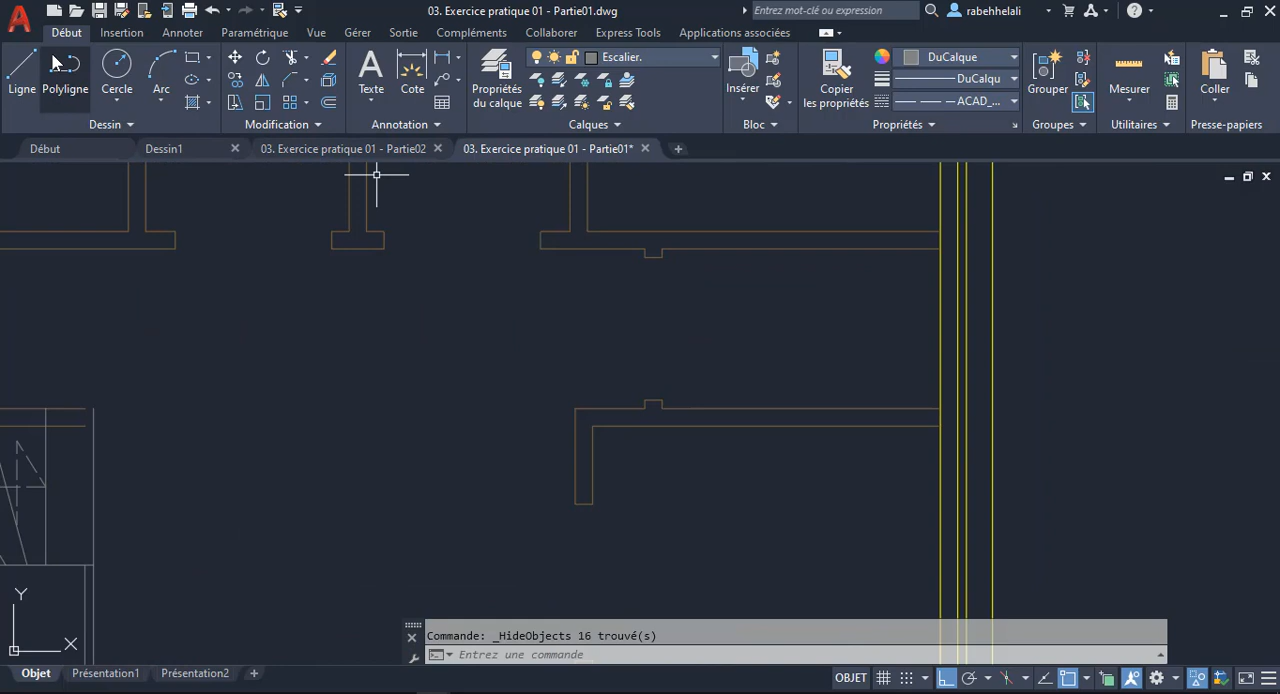 03. Exercice pratique 01 - Partie01.dwg
Entrez mot-clé ou expression
rabehhelali
Début Insertion Annoter Paramétrique Vue Gérer Sortie Compléments Collaborer Express Tools Applications associées
Ligne Polyligne Cercle Arc
Texte Cote
Propriétés
du calque
Escalier.
Insérer
Copier
les propriétés
DuCalque
DuCalqu
ACAD_...
Grouper
Mesurer
Coller
Dessin Modification Annotation Calques Bloc Propriétés Groupes Utilitaires Presse-papiers
Début Dessin1 03. Exercice pratique 01 - Partie02 03. Exercice pratique 01 - Partie01*
Y
X
Commande: _HideObjects 16 trouvé(s)
Entrez une commande
Objet Présentation1 Présentation2
OBJET